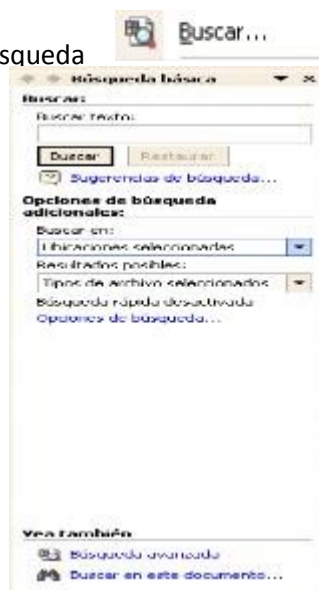 Buscar...
squeda
Búsqueda básica
Buscar:
Buscar texto:
Buscar Restaurar
Sugerencias de búsqueda...
Opciones de búsqueda
adicionales:
Buscar en:
Ubicaciones seleccionadas
Resultados posibles:
Tipos de archivo seleccionados
Búsqueda rápida desactivada
Opciones de búsqueda...
Vea también
Búsqueda avanzada
Buscar en este documento...